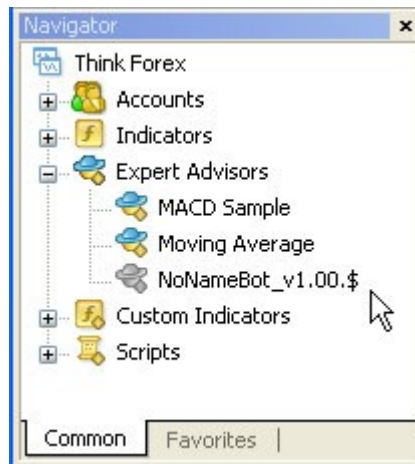 Navigator
Think Forex
Accounts
Indicators
Expert Advisors
MACD Sample
Moving Average
NoNameBot_v1.00.$
Custom Indicators
Scripts
Common Favorites